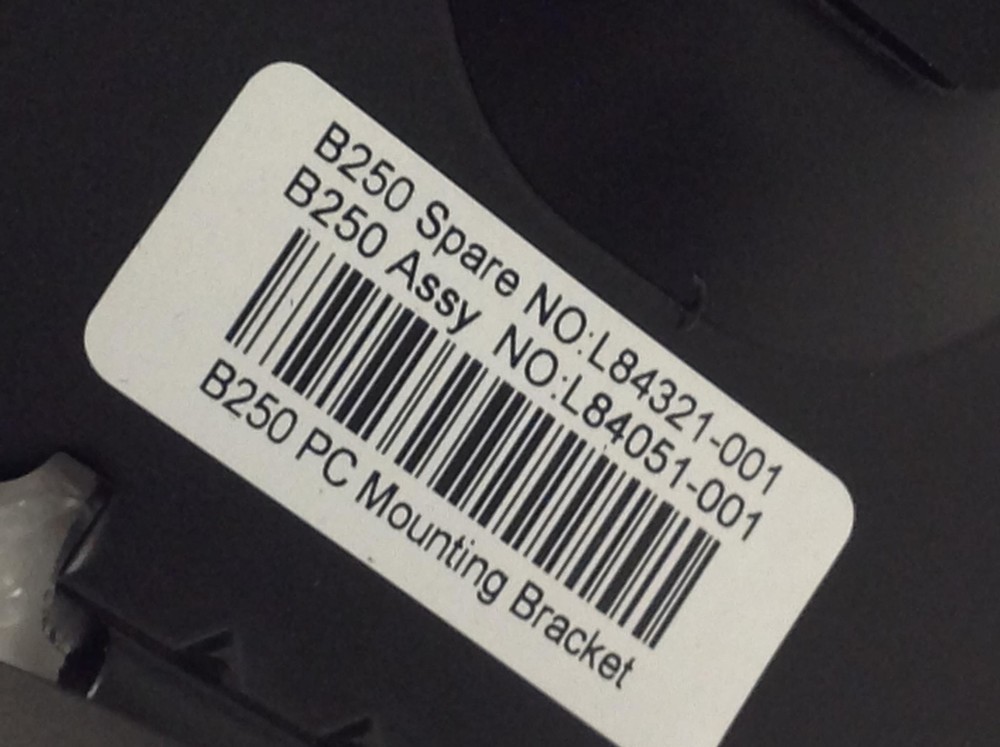 B250 Spare NO:L84321-001
B250 Assy NO:L84051-001
B250 PC Mounting Bracket